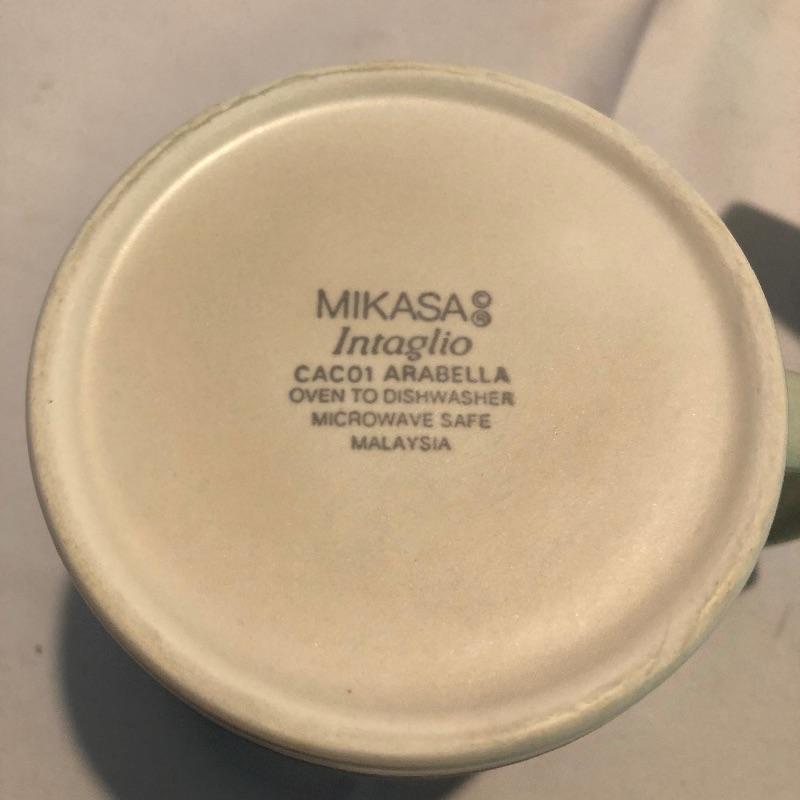 MIKASA©®
Intaglio
CAC01 ARABELLA
OVEN TO DISHWASHER
MICROWAVE SAFE
MALAYSIA